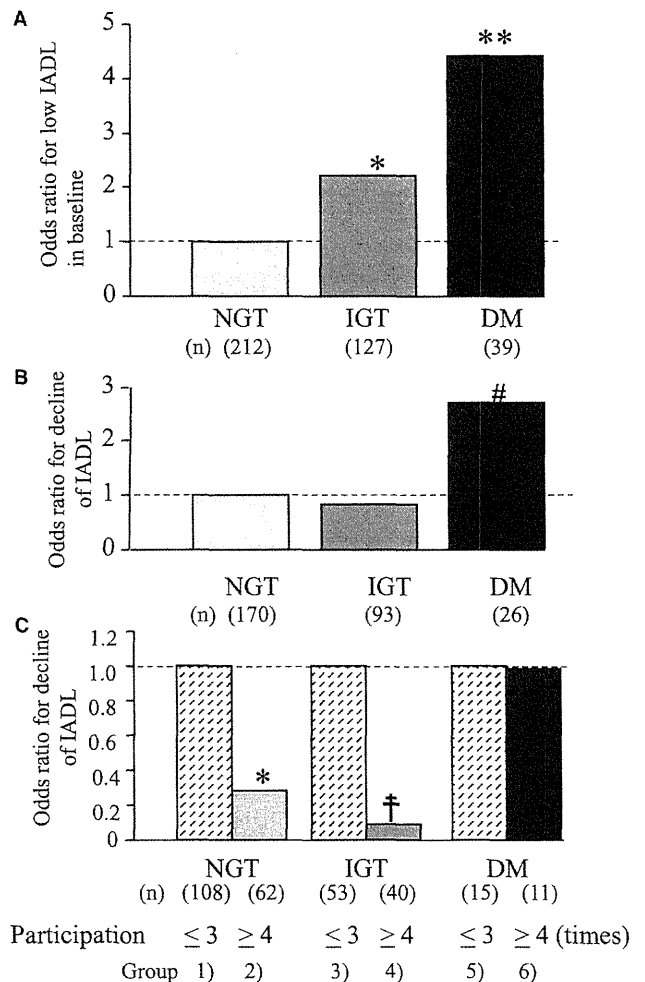 A
Odds ratio for low IADL
in baseline
5
4
3
2
1
0
*
**
NGT IGT DM
(n) (212) (127) (39)
B
Odds ratio for decline
of IADL
3
2
1
0
#
NGT IGT DM
(n) (170) (93) (26)
C
Odds ratio for decline
of IADL
1.2
1.0
0.8
0.6
0.4
0.2
0
*
‡
NGT IGT DM
(n) (108) (62) (53) (40) (15) (11)
Participation ≤ 3 ≥ 4 ≤ 3 ≥ 4 ≤ 3 ≥ 4 (times)
Group 1) 2) 3) 4) 5) 6)